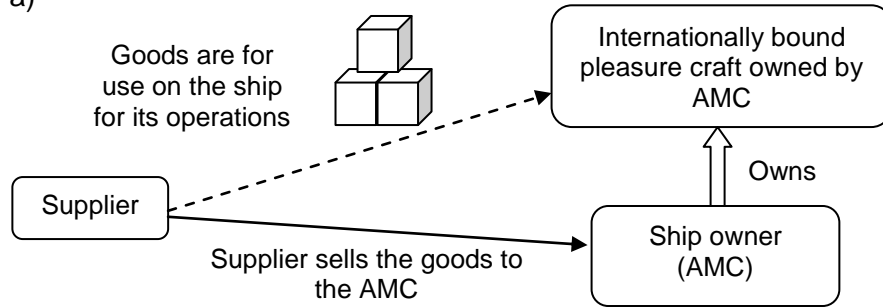 a)
Goods are for
use on the ship
for its operations
Internationally bound
pleasure craft owned by
AMC
Owns
Supplier
Supplier sells the goods to
the AMC
Ship owner
(AMC)